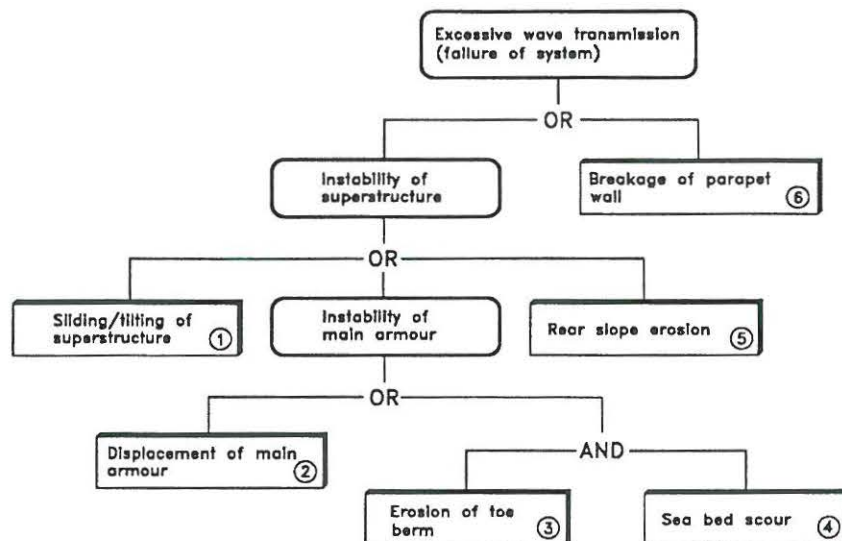 Excessive wave transmission
(failure of system)
OR
Instability of
superstructure
Breakage of parapet
wall
⑥
OR
Sliding/tilting of
superstructure
①
Instability of
main armour
Rear slope erosion
⑤
OR
Displacement of main
armour
②
AND
Erosion of toe
berm
③
Sea bed scour
④